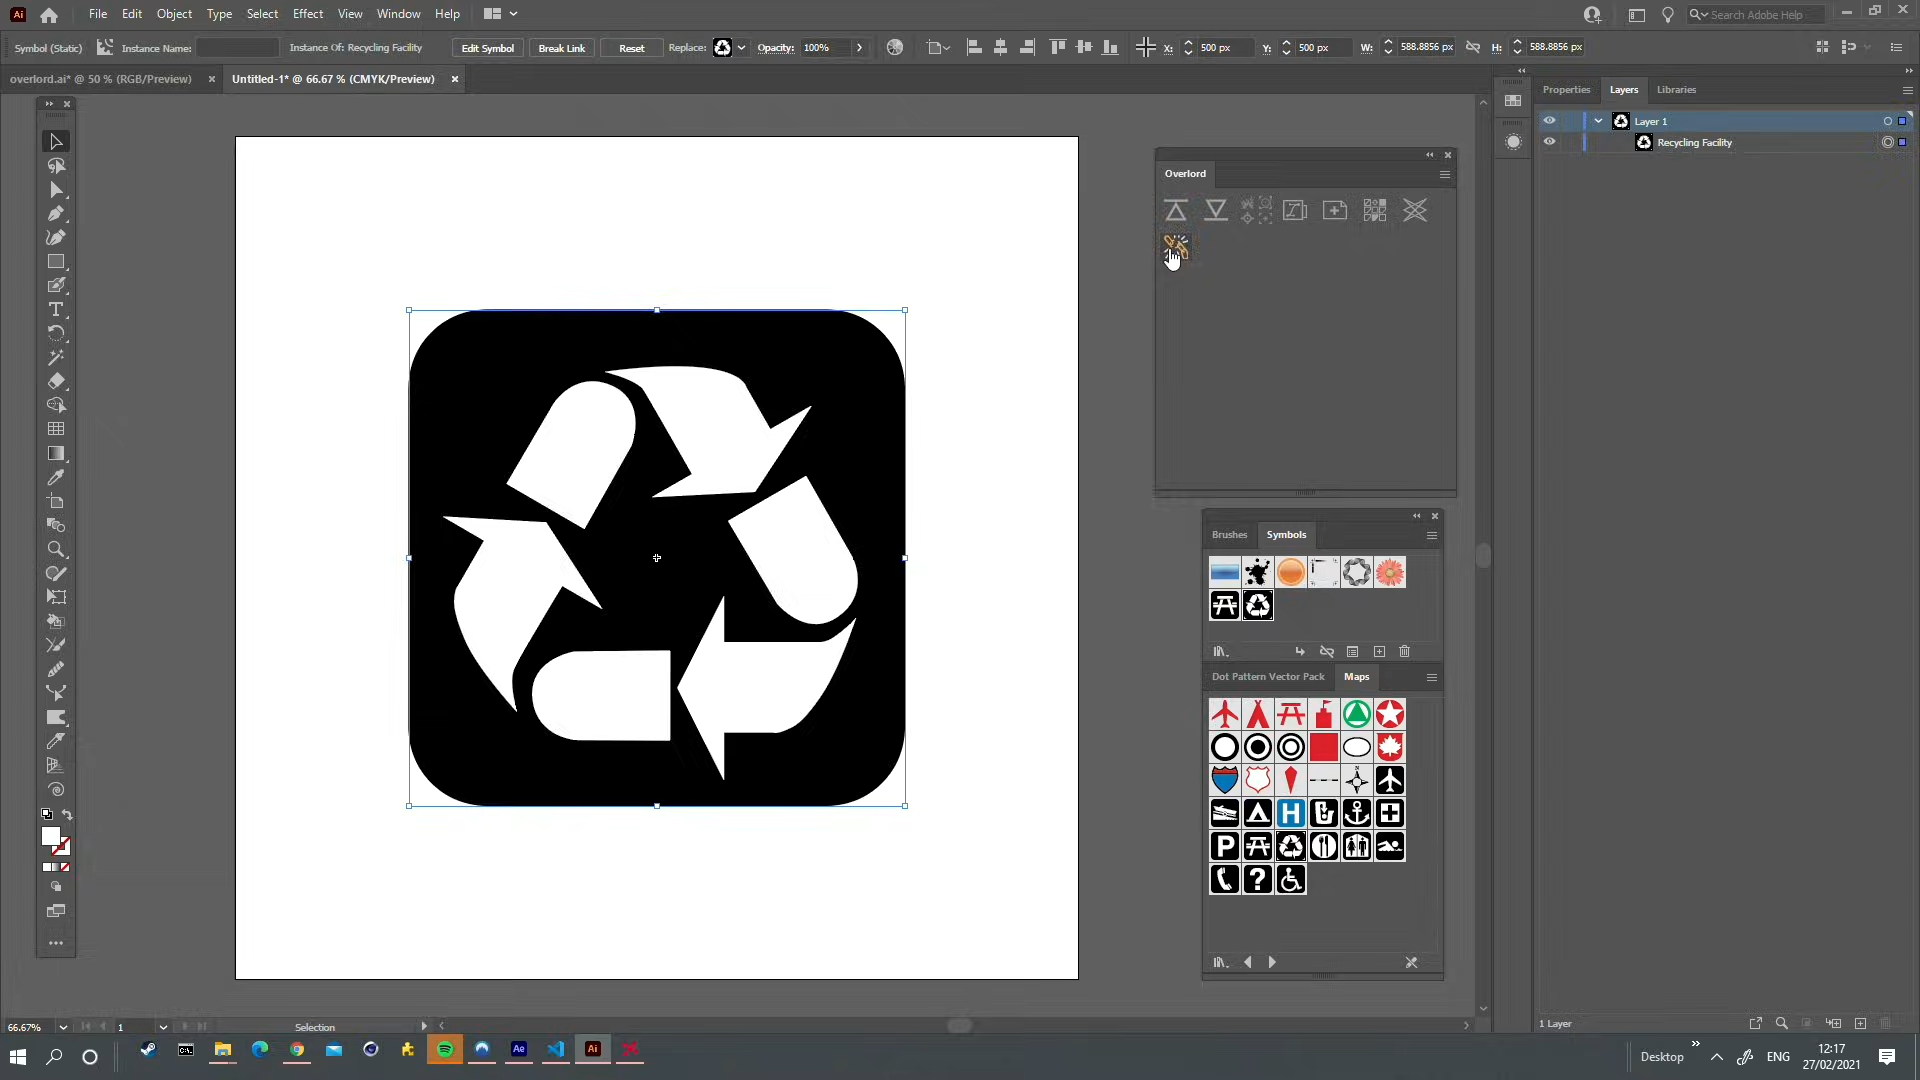 Ai File Edit Object Type Select Effect View Window Help Search Adobe Help
Symbol (Static) Instance Name: Instance Of: Recycling Facility Edit Symbol Break Link Reset Replace: Opacity: 100% X: 500 px Y: 500 px W: 588.8856 px H: 588.8856 px
overlord.ai* @ 50 % (RGB/Preview) × Untitled-1* @ 66.67 % (CMYK/Preview) ×
Properties Layers Libraries
Layer 1
Recycling Facility
Overlord
Brushes Symbols
Dot Pattern Vector Pack Maps
H
P
?
66.67% 1 Selection
1 Layer
Ae Ai Desktop ENG 12:17
27/02/2021